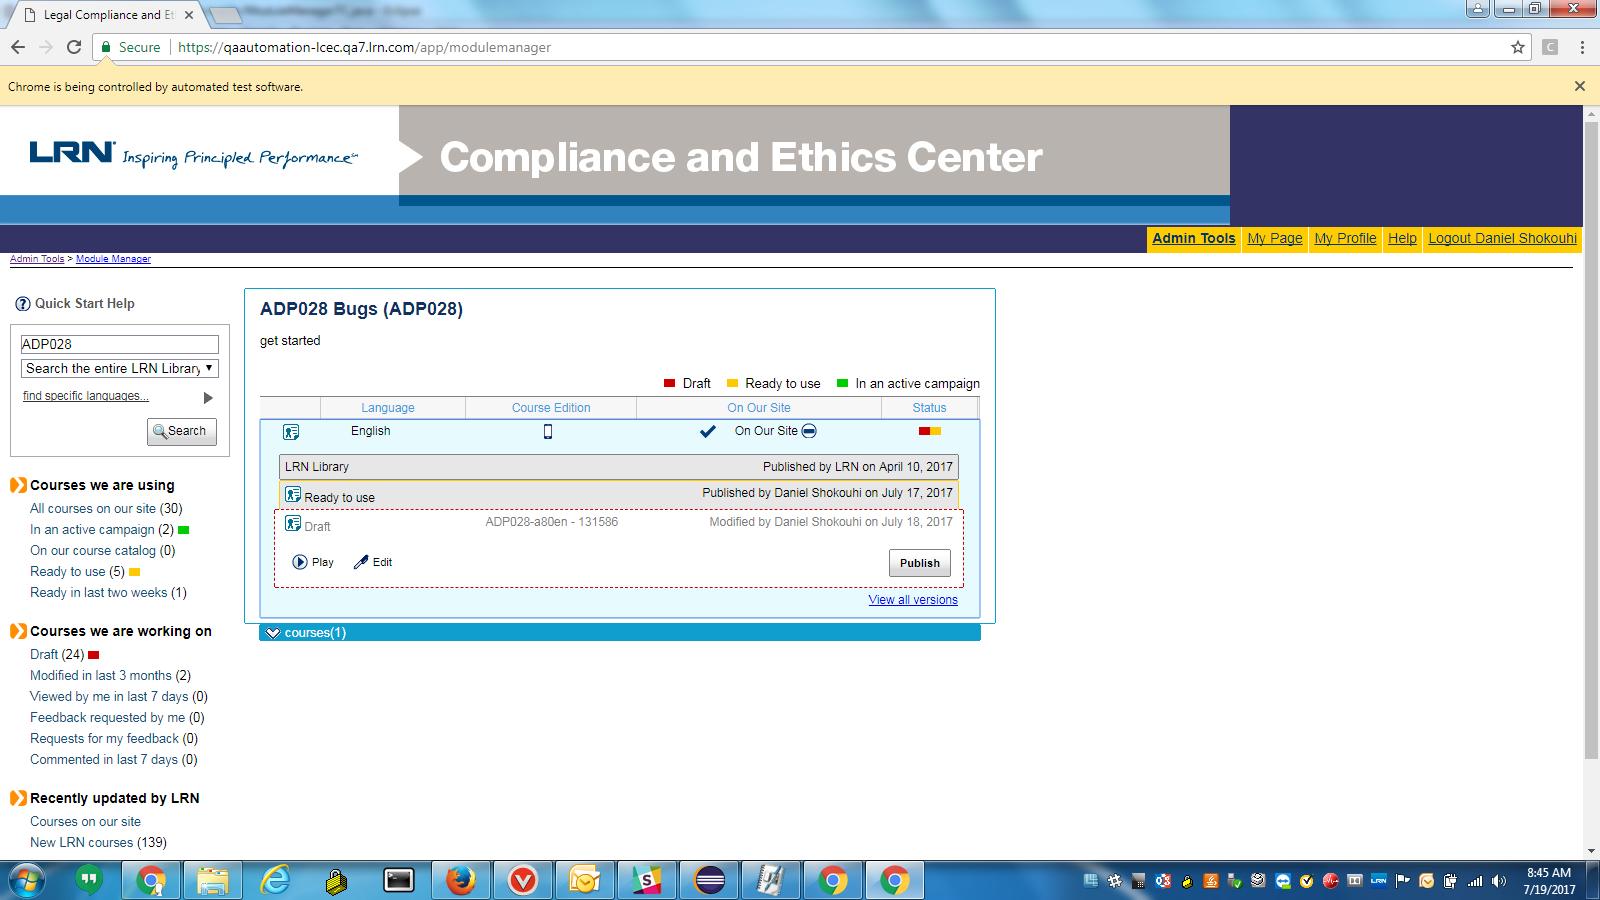 Legal Compliance and Et
Secure
https://qaautomation-lcec.qa7.lrn.com/app/modulemanager
Chrome is being controlled by automated test software.
LRN Inspiring Principled Performance
Compliance and Ethics Center
Admin Tools My Page My Profile Help Logout Daniel Shokouhi
Admin Tools > Module Manager
Quick Start Help
ADP028
Search the entire LRN Library
find specific languages...
Search
Courses we are using
All courses on our site (30)
In an active campaign (2)
On our course catalog (0)
Ready to use (5)
Ready in last two weeks (1)
Courses we are working on
Draft (24)
Modified in last 3 months (2)
Viewed by me in last 7 days (0)
Feedback requested by me (0)
Requests for my feedback (0)
Commented in last 7 days (0)
Recently updated by LRN
Courses on our site
New LRN courses (139)
ADP028 Bugs (ADP028)
get started
Draft Ready to use In an active campaign
Language Course Edition On Our Site Status
English On Our Site
LRN Library Published by LRN on April 10, 2017
Ready to use Published by Daniel Shokouhi on July 17, 2017
Draft ADP028-a80en - 131586 Modified by Daniel Shokouhi on July 18, 2017
Play Edit Publish
View all versions
courses(1)
8:45 AM
7/19/2017